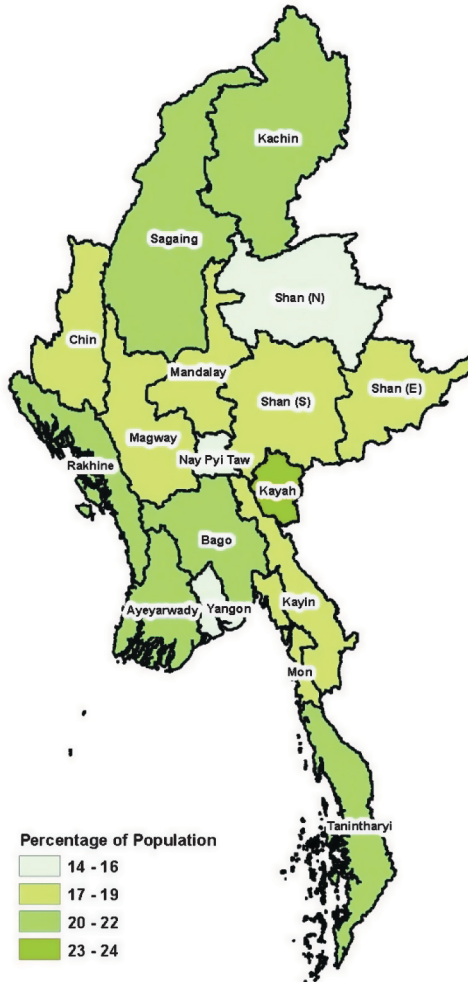 Kachin
Sagaing
Shan (N)
Chin
Mandalay
Shan (E)
Shan (S)
Magway
Nay Pyi Taw
Rakhine
Kayah
Bago
Ayeyarwady
Yangon
Kayin
Mon
Tanintharyi
Percentage of Population
14 - 16
17 - 19
20 - 22
23 - 24